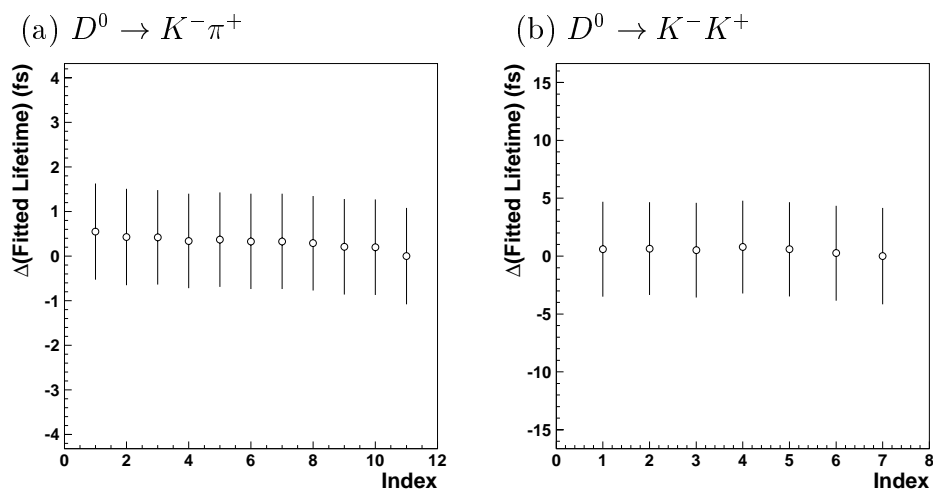 (a) D⁰ → K⁻π⁺
(b) D⁰ → K⁻K⁺
Δ(Fitted Lifetime) (fs)
4
3
2
1
0
-1
-2
-3
-4
0 2 4 6 8 10 12
Index
Δ(Fitted Lifetime) (fs)
15
10
5
0
-5
-10
-15
0 1 2 3 4 5 6 7 8
Index